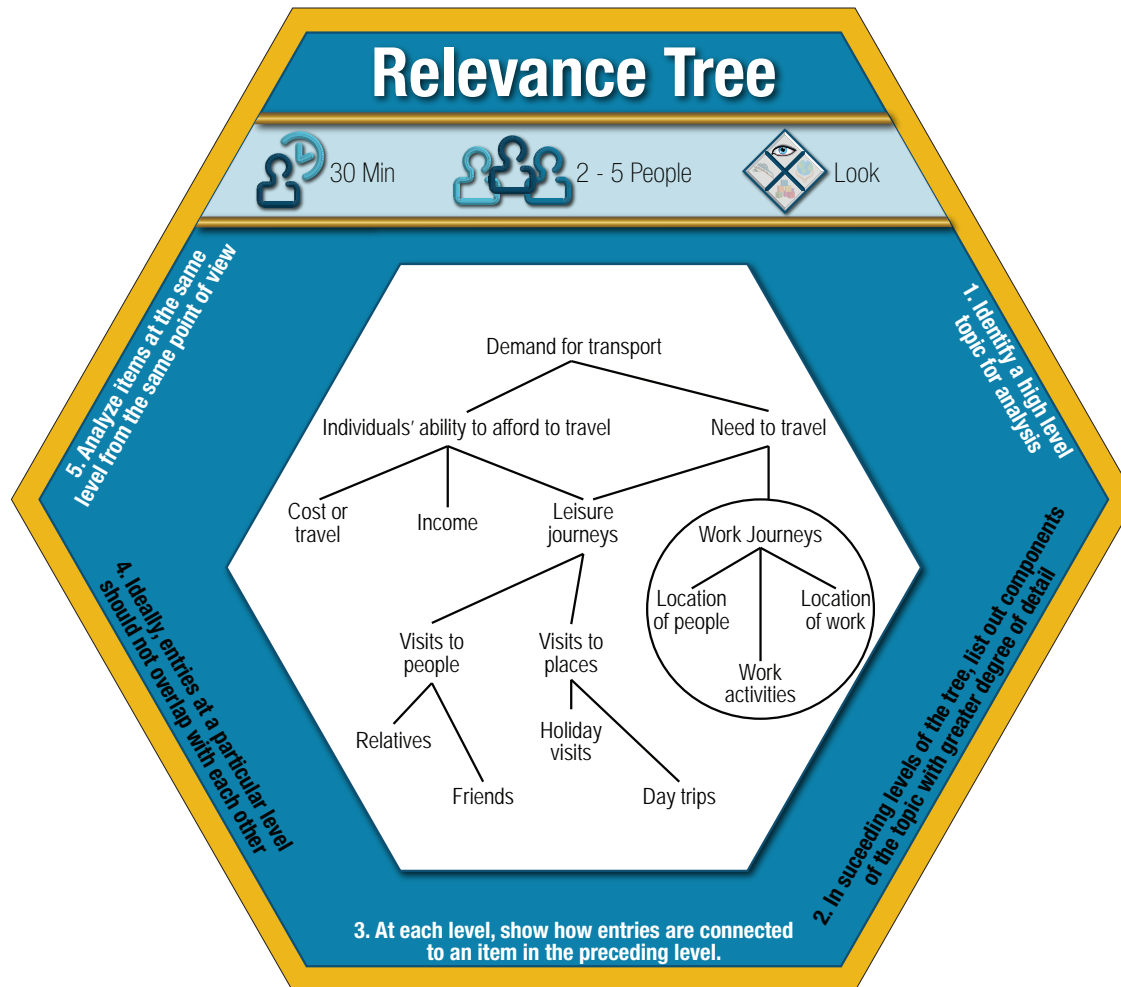 Relevance Tree
30 Min
2 - 5 People
Look
1. Identify a high level
topic for analysis
2. In suceeding levels of the tree, list out components
of the topic with greater degree of detail
3. At each level, show how entries are connected
to an item in the preceding level.
4. Ideally, entries at a particular level
should not overlap with each other
5. Analyze items at the same
level from the same point of view
Demand for transport
Individuals’ ability to afford to travel
Need to travel
Cost or
travel
Income
Leisure
journeys
Work Journeys
Location
of people
Location
of work
Work
activities
Visits to
people
Visits to
places
Relatives
Holiday
visits
Friends
Day trips